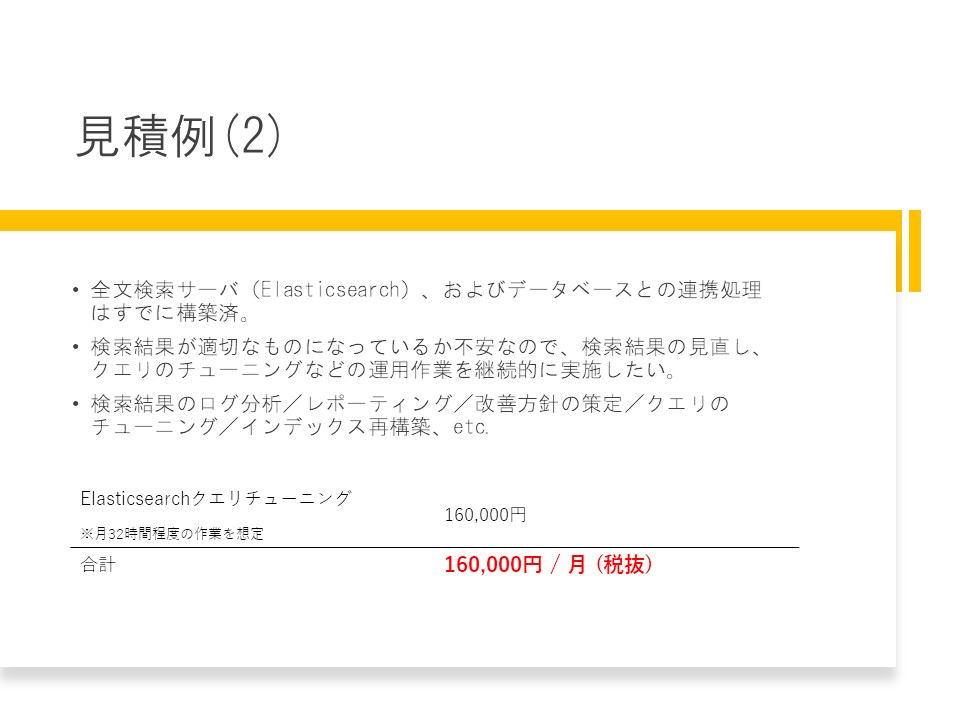 見積例(2)
• 全文検索サーバ（Elasticsearch）、およびデータベースとの連携処理
はすでに構築済。
• 検索結果が適切なものになっているか不安なので、検索結果の見直し、
クエリのチューニングなどの運用作業を継続的に実施したい。
• 検索結果のログ分析／レポーティング／改善方針の策定／クエリの
チューニング／インデックス再構築、etc.
Elasticsearchクエリチューニング
※月32時間程度の作業を想定
160,000円
合計
160,000円 / 月 (税抜)